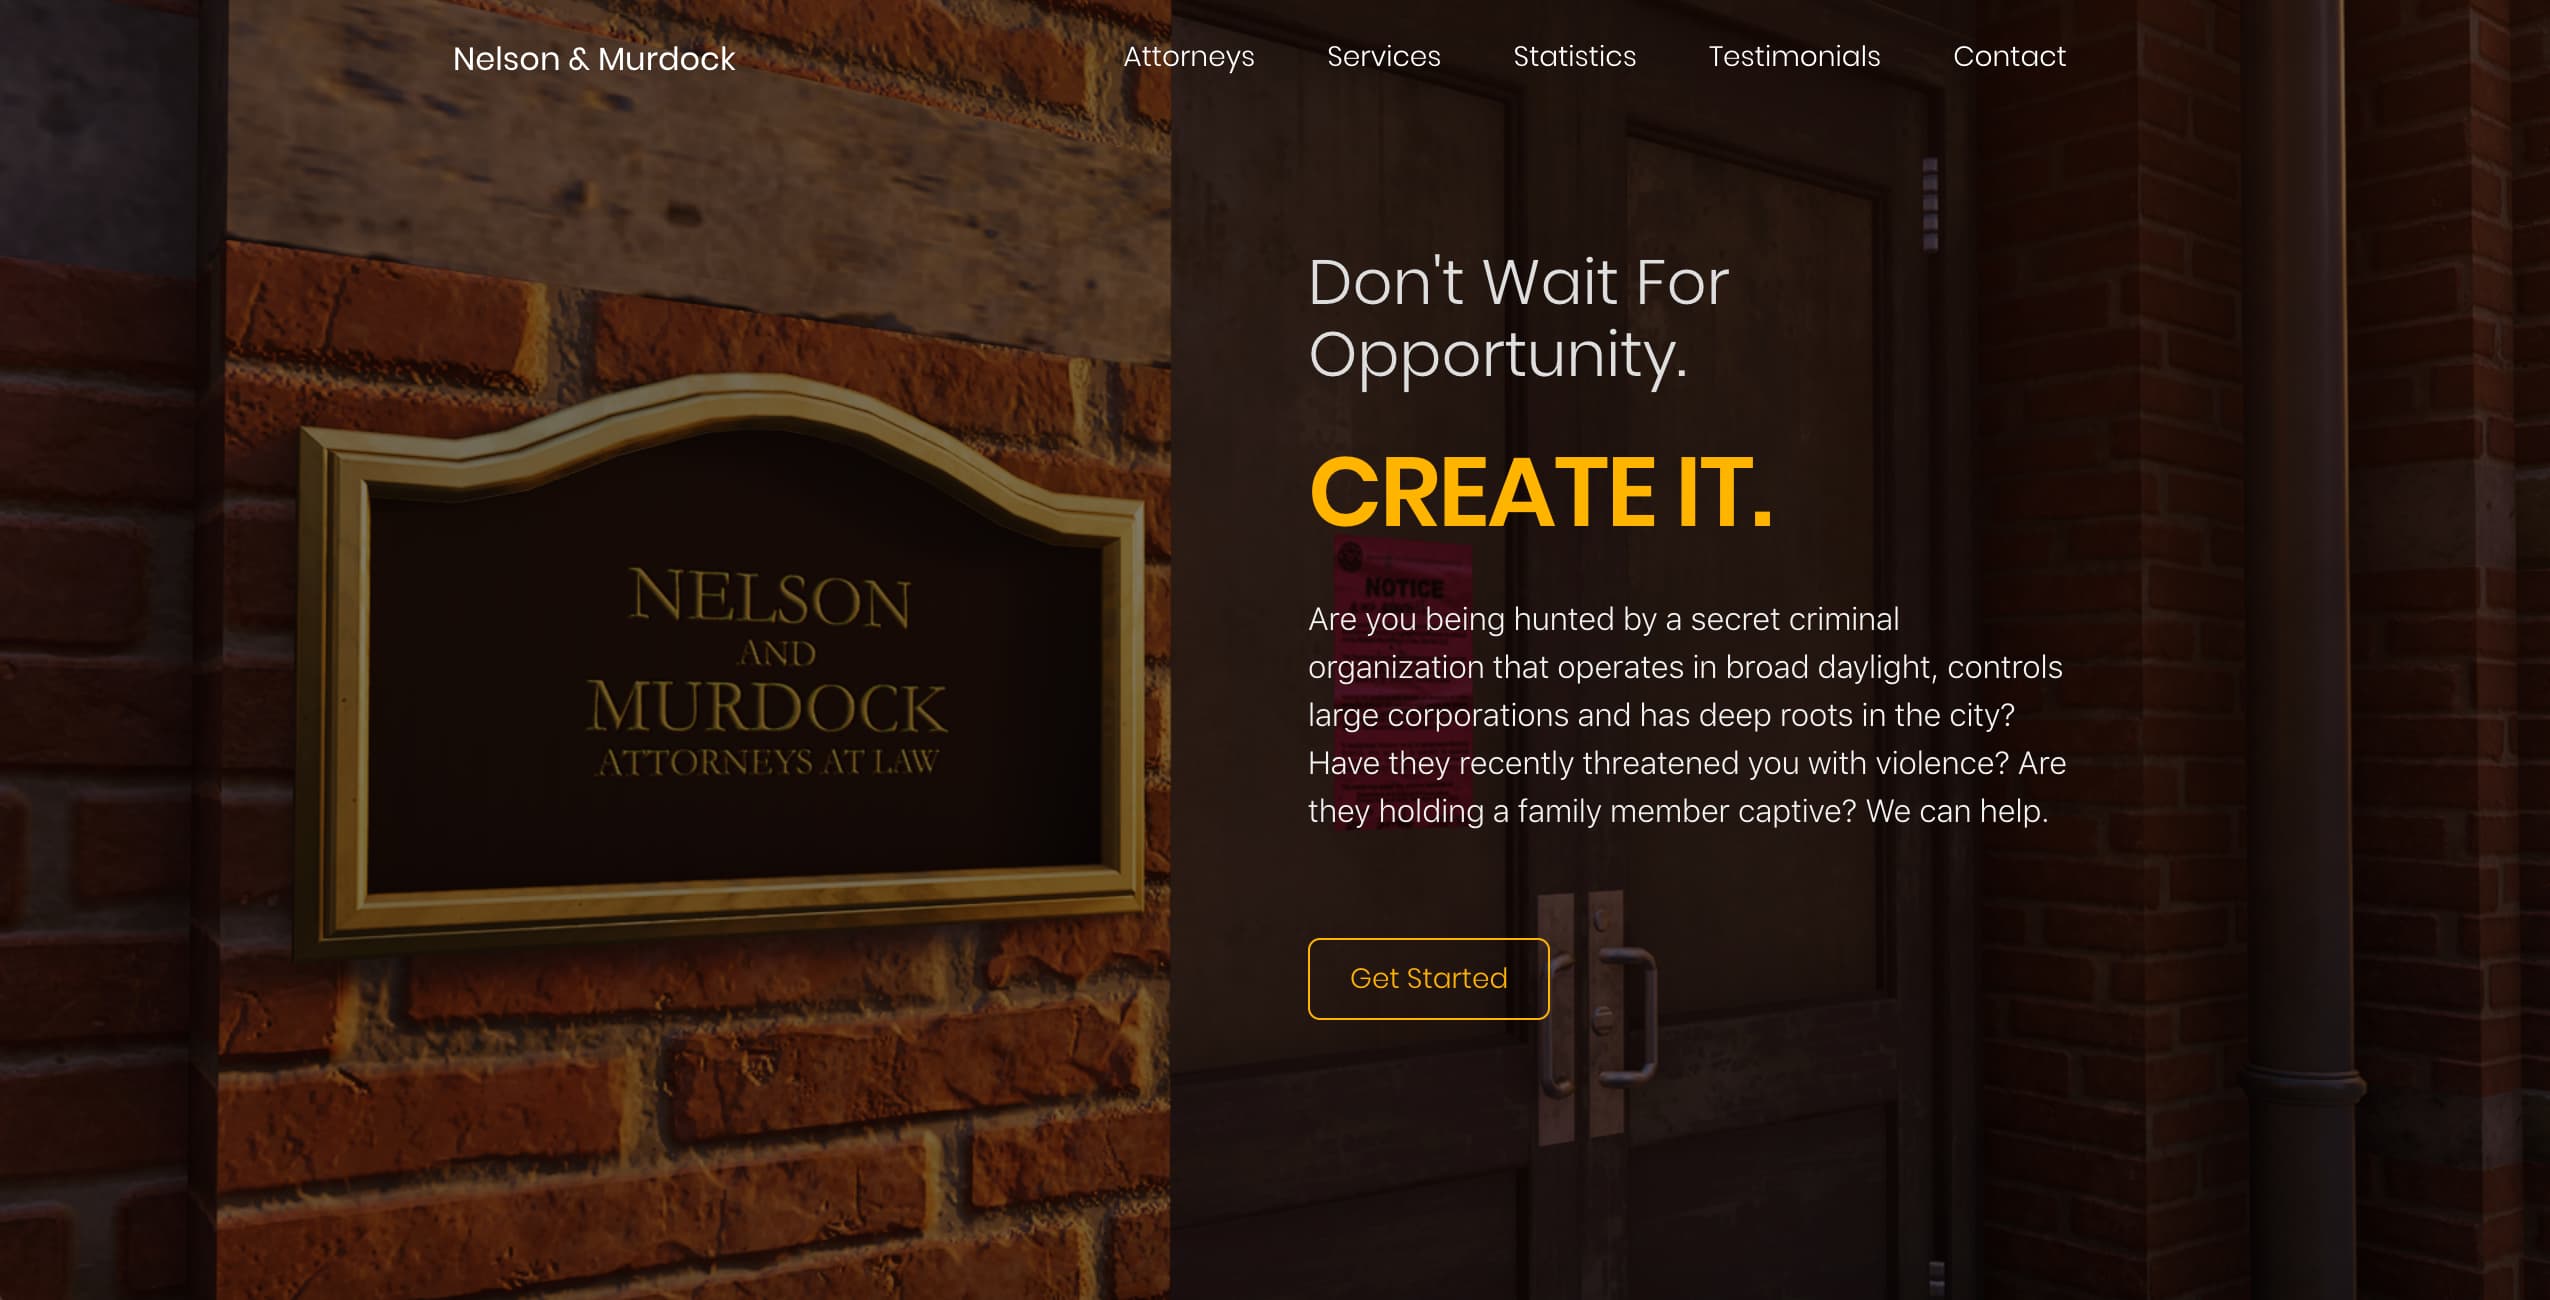 Nelson & Murdock
Attorneys Services Statistics Testimonials Contact
Don't Wait For
Opportunity.
CREATE IT.
NELSON
AND
MURDOCK
ATTORNEYS AT LAW
NOTICE
Are you being hunted by a secret criminal
organization that operates in broad daylight, controls
large corporations and has deep roots in the city?
Have they recently threatened you with violence? Are
they holding a family member captive? We can help.
Get Started